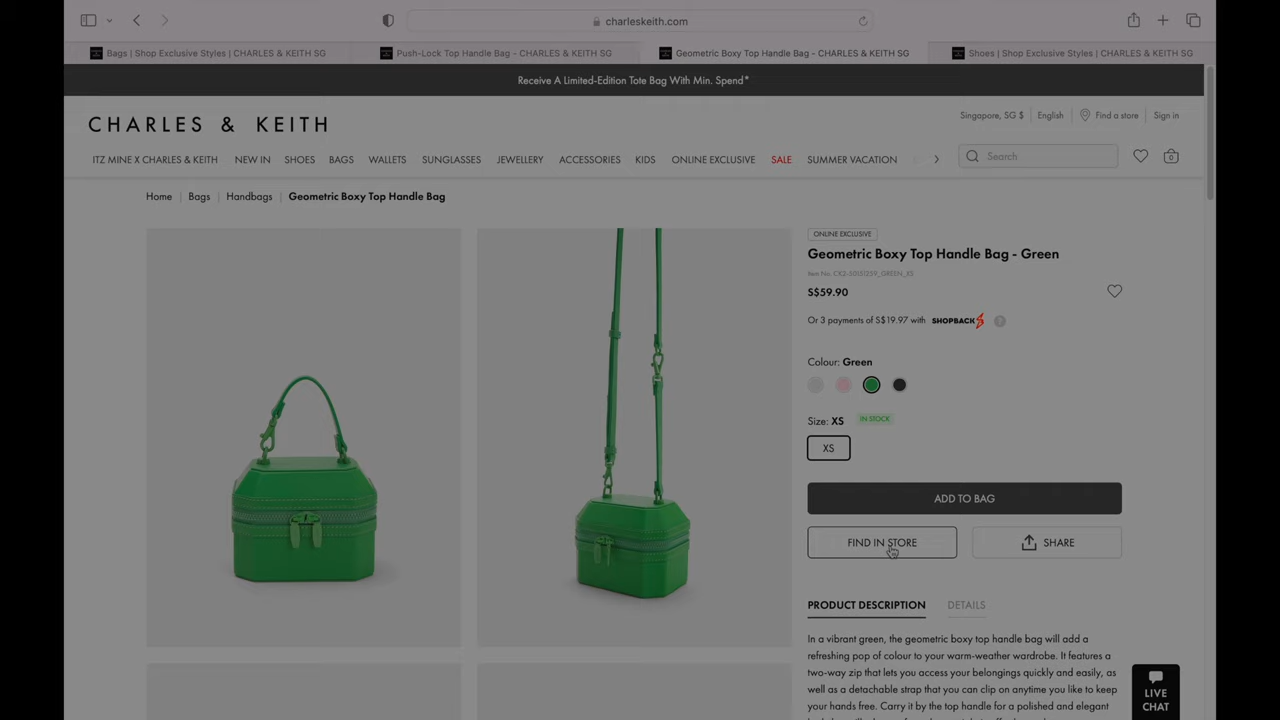 charleskeith.com
Bags | Shop Exclusive Styles | CHARLES & KEITH SG
Push-Lock Top Handle Bag - CHARLES & KEITH SG
Geometric Boxy Top Handle Bag - CHARLES & KEITH SG
Shoes | Shop Exclusive Styles | CHARLES & KEITH SG
Receive A Limited-Edition Tote Bag With Min. Spend*
CHARLES & KEITH
Singapore, SG $ | English | Find a store | Sign in
ITZ MINE X CHARLES & KEITH NEW IN SHOES BAGS WALLETS SUNGLASSES JEWELLERY ACCESSORIES KIDS ONLINE EXCLUSIVE SALE SUMMER VACATION
Search
0
Home | Bags | Handbags | Geometric Boxy Top Handle Bag
ONLINE EXCLUSIVE
Geometric Boxy Top Handle Bag - Green
S$59.90
Or 3 payments of S$19.97 with SHOPBACK ?
Colour: Green
Size: XS IN STOCK
XS
ADD TO BAG
FIND IN STORE
SHARE
PRODUCT DESCRIPTION
DETAILS
In a vibrant green, the geometric boxy top handle bag will add a
refreshing pop of colour to your warm-weather wardrobe. It features a
two-way zip that lets you access your belongings quickly and easily, as
well as a detachable strap that you can clip on anytime you like to keep
your hands free. Carry it by the top handle for a polished and elegant
LIVE
CHAT